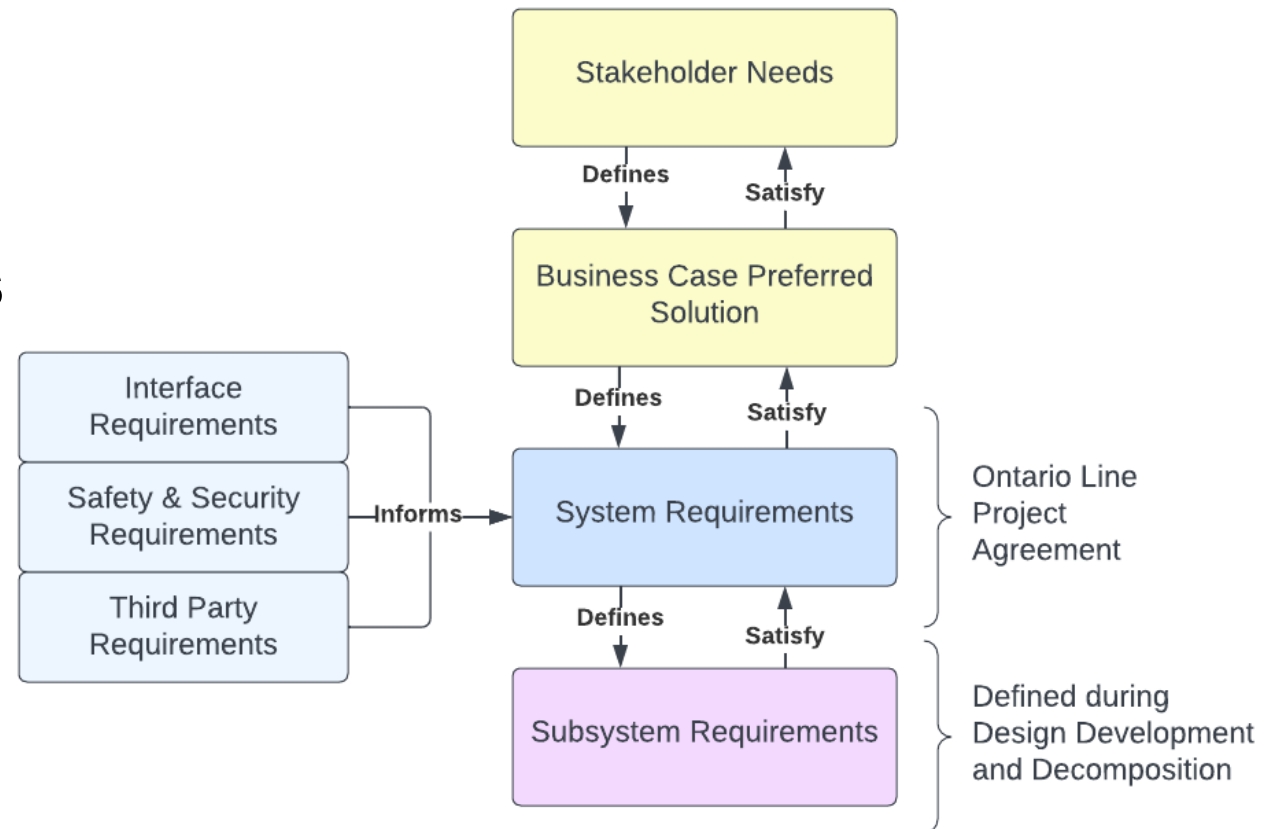 Stakeholder Needs
Defines
Satisfy
Business Case Preferred
Solution
Defines
Satisfy
Interface
Requirements
Safety & Security
Requirements
Third Party
Requirements
Informs
System Requirements
Ontario Line
Project
Agreement
Defines
Satisfy
Subsystem Requirements
Defined during
Design Development
and Decomposition